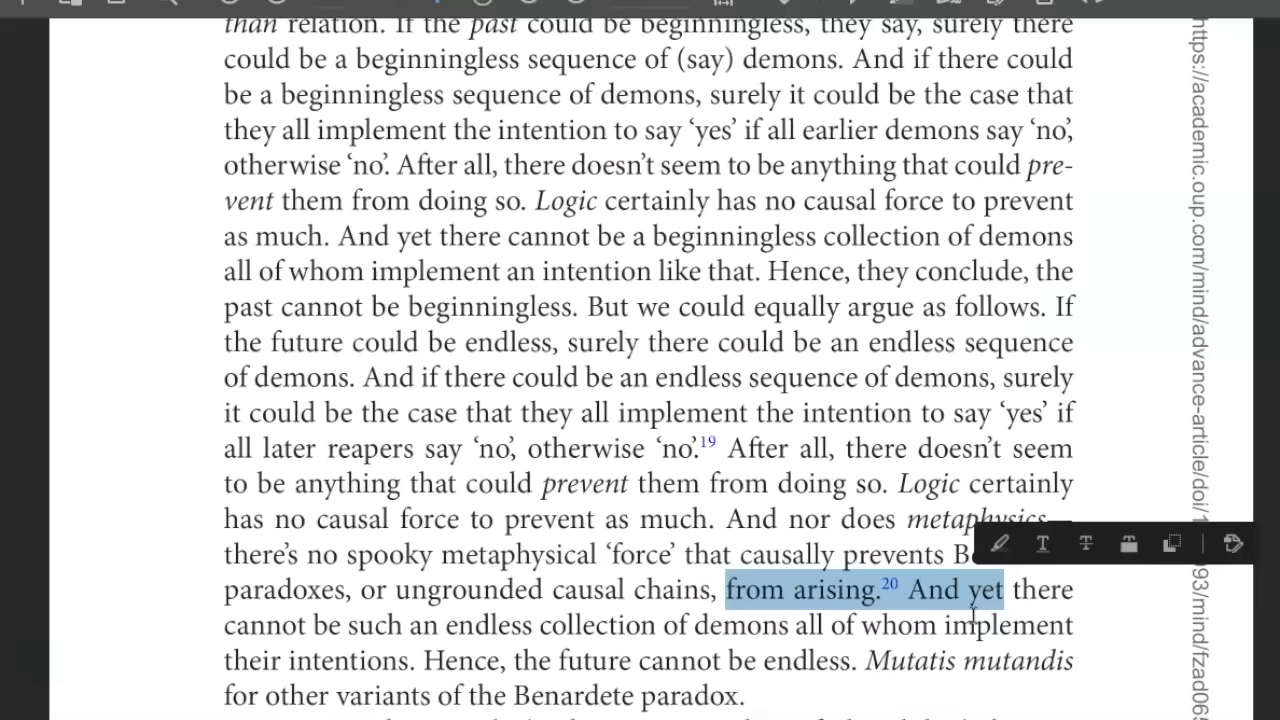 than relation. If the past could be beginningless, they say, surely there
could be a beginningless sequence of (say) demons. And if there could
be a beginningless sequence of demons, surely it could be the case that
they all implement the intention to say ‘yes’ if all earlier demons say ‘no’,
otherwise ‘no’. After all, there doesn’t seem to be anything that could pre-
vent them from doing so. Logic certainly has no causal force to prevent
as much. And yet there cannot be a beginningless collection of demons
all of whom implement an intention like that. Hence, they conclude, the
past cannot be beginningless. But we could equally argue as follows. If
the future could be endless, surely there could be an endless sequence
of demons. And if there could be an endless sequence of demons, surely
it could be the case that they all implement the intention to say ‘yes’ if
all later reapers say ‘no’, otherwise ‘no’.19 After all, there doesn’t seem
to be anything that could prevent them from doing so. Logic certainly
has no causal force to prevent as much. And nor does metaphysics—
there’s no spooky metaphysical ‘force’ that causally prevents
paradoxes, or ungrounded causal chains, from arising.20 And yet there
cannot be such an endless collection of demons all of whom implement
their intentions. Hence, the future cannot be endless. Mutatis mutandis
for other variants of the Benardete paradox.
https://academic.oup.com/mind/advance-article/doi/1
093/mind/fzad065